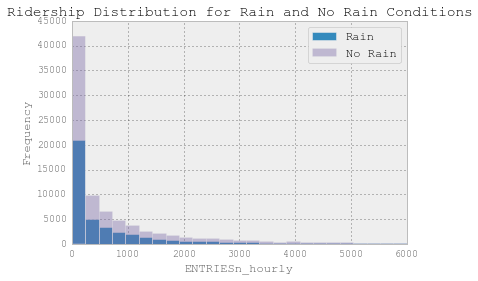 Ridership Distribution for Rain and No Rain Conditions
45000
40000
35000
30000
25000
20000
15000
10000
5000
0
Frequency
Rain
No Rain
0 1000 2000 3000 4000 5000 6000
ENTRIESn_hourly